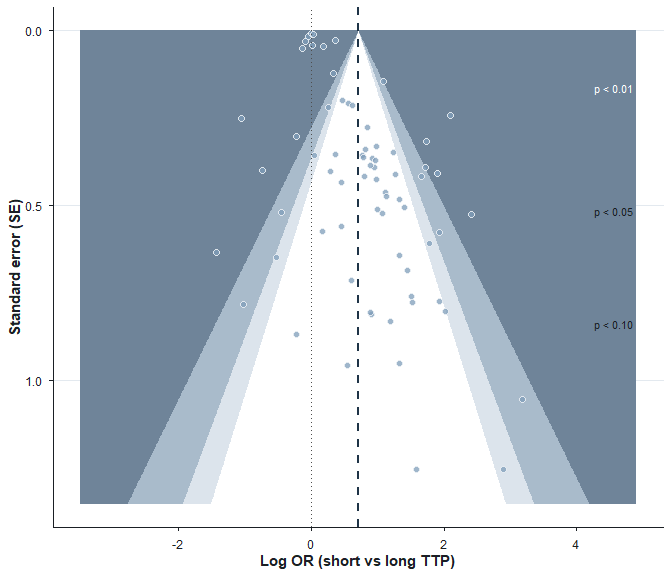 0.0
0.5
1.0
Standard error (SE)
p < 0.01
p < 0.05
p < 0.10
-2
0
2
4
Log OR (short vs long TTP)